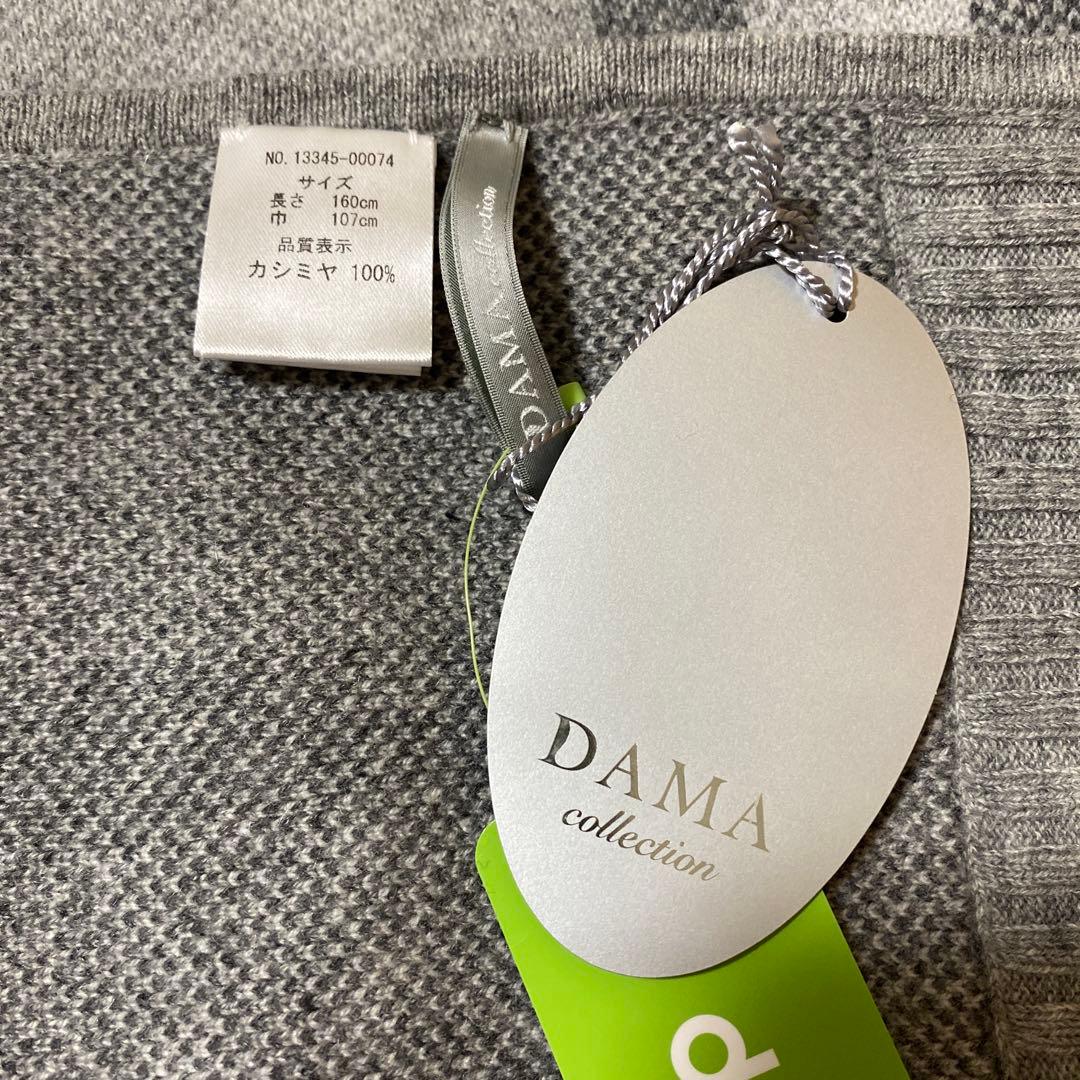 NO. 13345-00074
サイズ
長さ 160cm
巾 107cm
品質表示
カシミヤ 100%
DAMA collection
DAMA
collection